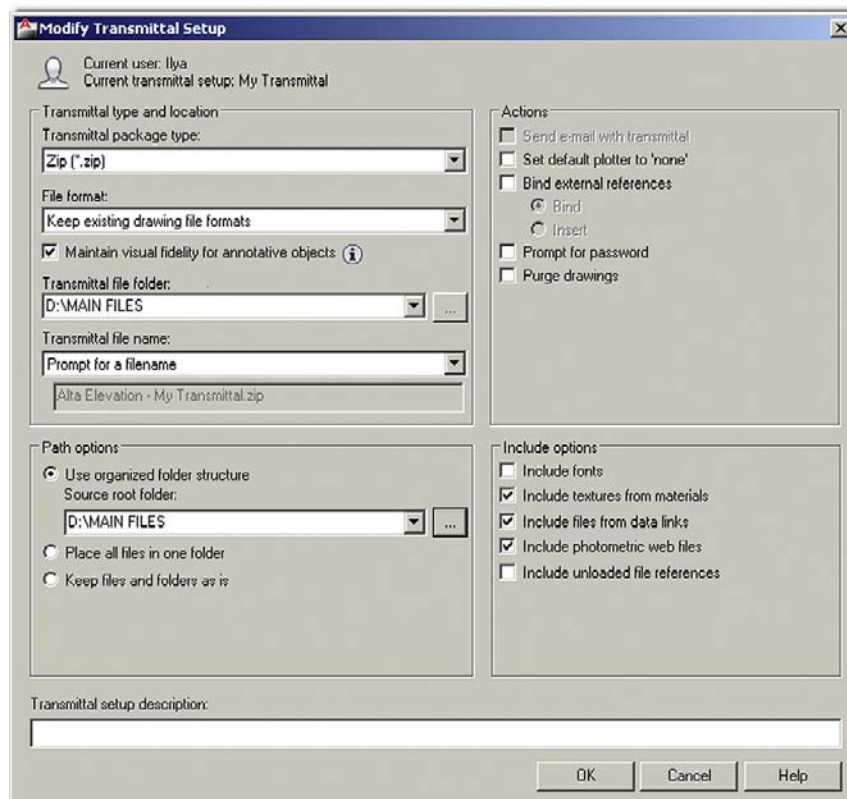 Modify Transmittal Setup
Current user: Ilya
Current transmittal setup: My Transmittal
Transmittal type and location
Transmittal package type:
Zip (*.zip)
File format:
Keep existing drawing file formats
Maintain visual fidelity for annotative objects
Transmittal file folder:
D:\MAIN FILES
...
Transmittal file name:
Prompt for a filename
Alta Elevation - My Transmittal.zip
Actions
Send e-mail with transmittal
Set default plotter to 'none'
Bind external references
Bind
Insert
Prompt for password
Purge drawings
Path options
Use organized folder structure
Source root folder:
D:\MAIN FILES
...
Place all files in one folder
Keep files and folders as is
Include options
Include fonts
Include textures from materials
Include files from data links
Include photometric web files
Include unloaded file references
Transmittal setup description:
OK
Cancel
Help